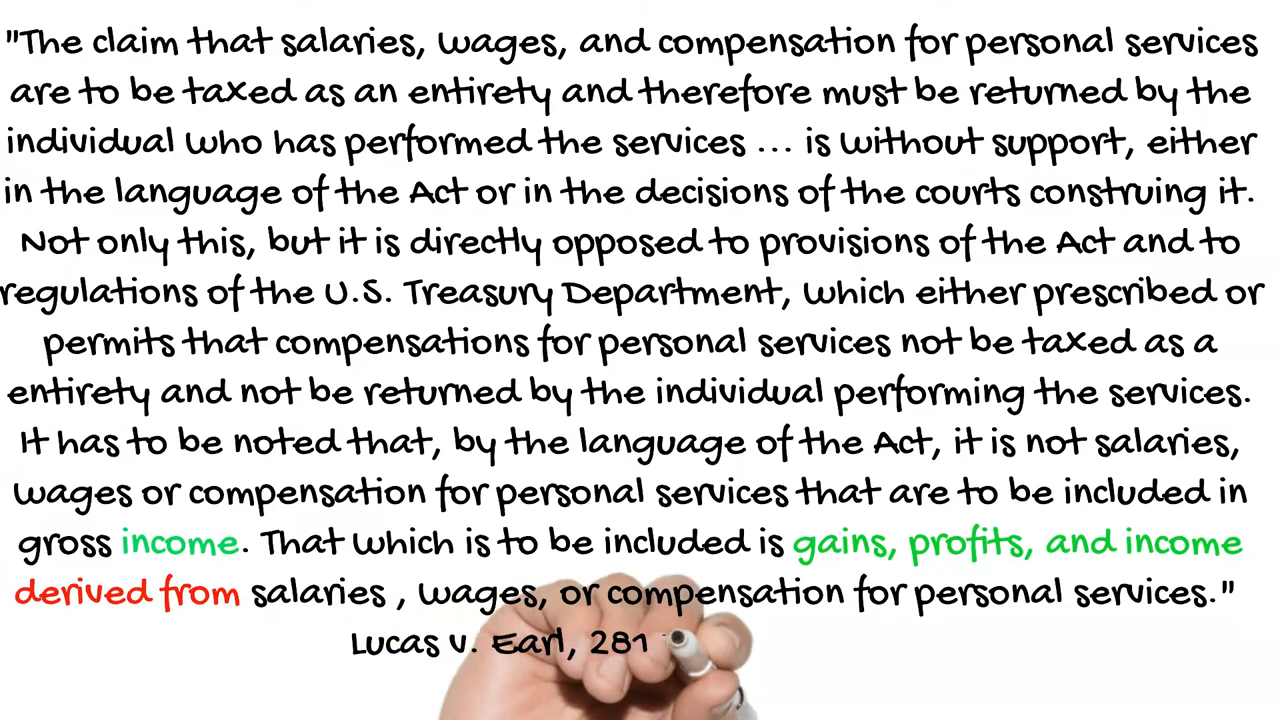 "The claim that salaries, wages, and compensation for personal services
are to be taxed as an entirety and therefore must be returned by the
individual who has performed the services ... is without support, either
in the language of the Act or in the decisions of the courts construing it.
Not only this, but it is directly opposed to provisions of the Act and to
regulations of the U.S. Treasury Department, which either prescribed or
permits that compensations for personal services not be taxed as a
entirety and not be returned by the individual performing the services.
It has to be noted that, by the language of the Act, it is not salaries,
wages or compensation for personal services that are to be included in
gross income. That which is to be included is gains, profits, and income
derived from salaries , wages, or compensation for personal services."
Lucas v. Earl, 281